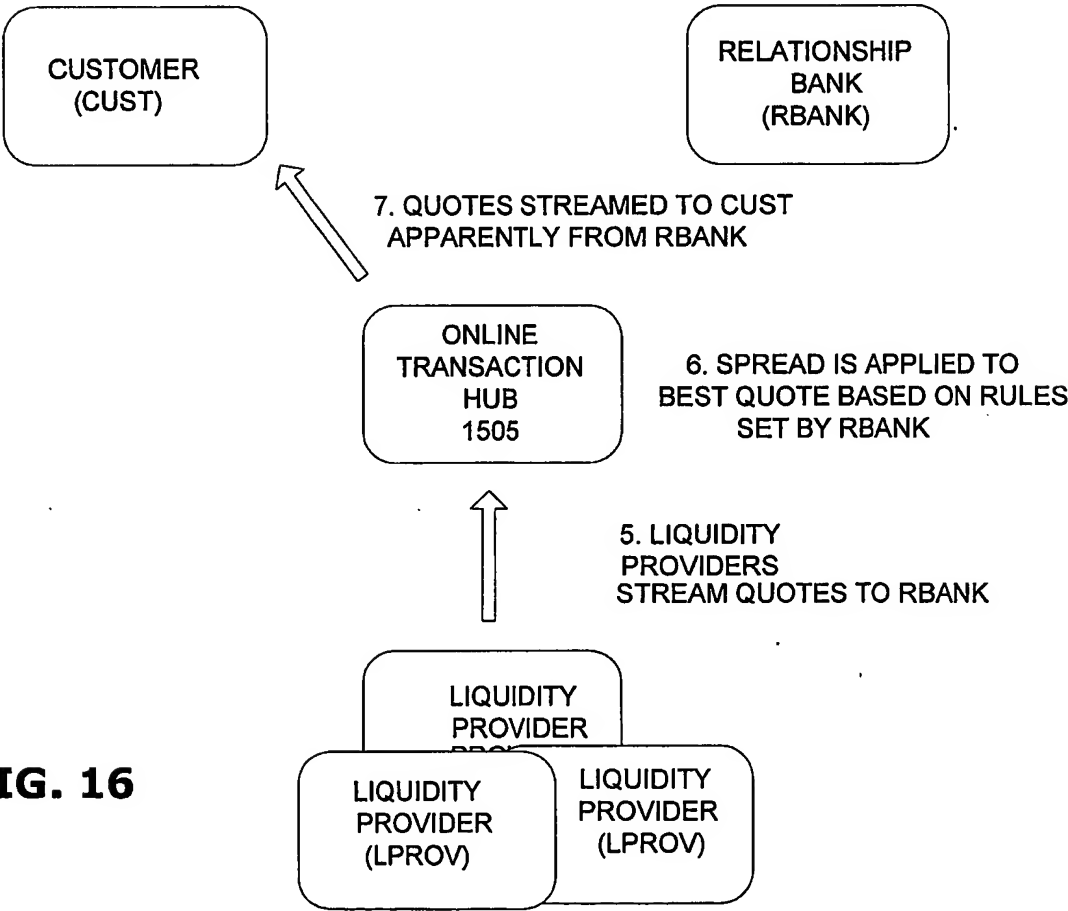 CUSTOMER
(CUST)
RELATIONSHIP
BANK
(RBANK)
7. QUOTES STREAMED TO CUST
APPARENTLY FROM RBANK
ONLINE
TRANSACTION
HUB
1505
6. SPREAD IS APPLIED TO
BEST QUOTE BASED ON RULES
SET BY RBANK
5. LIQUIDITY
PROVIDERS
STREAM QUOTES TO RBANK
LIQUIDITY
PROVIDER
LIQUIDITY
PROVIDER
(LPROV)
LIQUIDITY
PROVIDER
(LPROV)
IG. 16